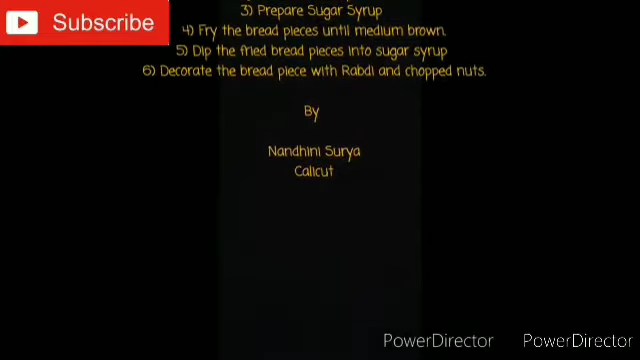 Subscribe
3) Prepare Sugar Syrup
4) Fry the bread pieces until medium brown.
5) Dip the fried bread pieces into sugar syrup
6) Decorate the bread piece with Rabdi and chopped nuts.
By
Nandhini Surya
Calicut
PowerDirector PowerDirector